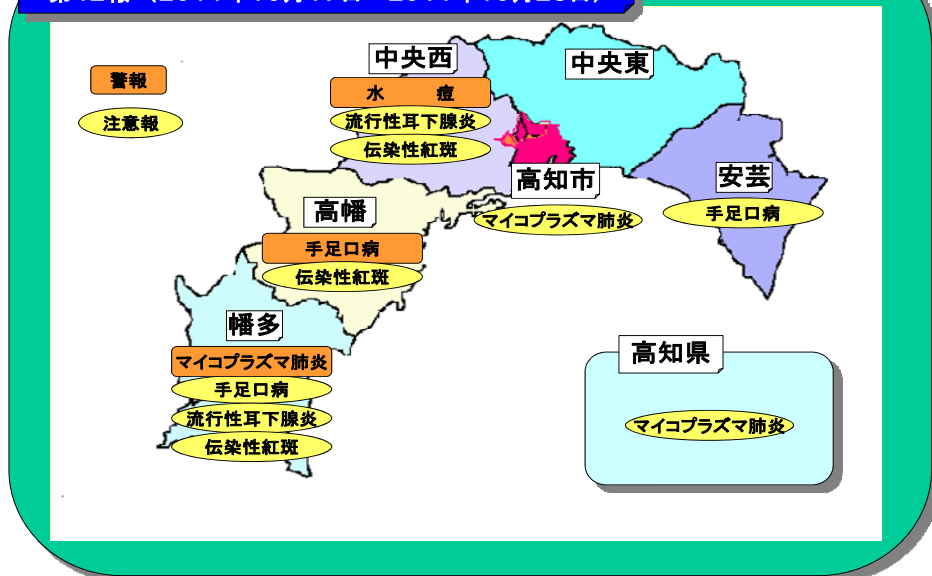 警報
注意報
中央西
水　　痘
流行性耳下腺炎
伝染性紅斑
中央東
高知市
マイコプラズマ肺炎
安芸
手足口病
高幡
手足口病
伝染性紅斑
幡多
マイコプラズマ肺炎
手足口病
流行性耳下腺炎
伝染性紅斑
高知県
マイコプラズマ肺炎